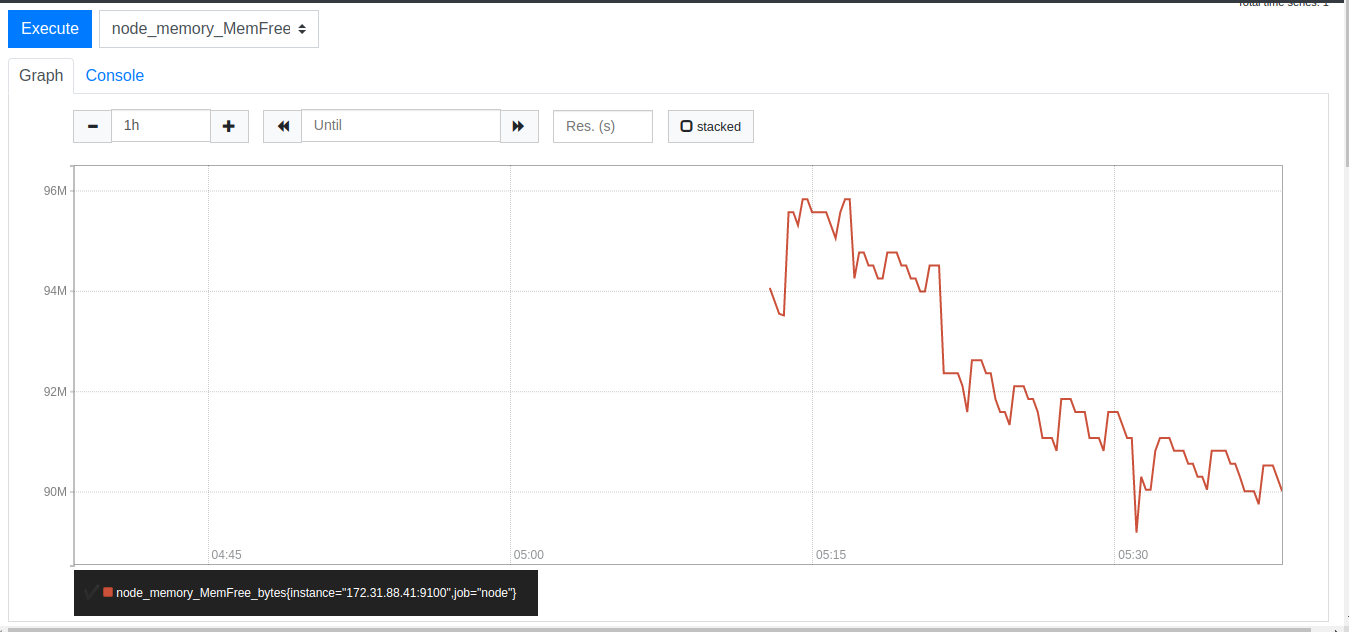 Total time series: 1
Execute
node_memory_MemFree
Graph
Console
1h
Until
Res. (s)
stacked
96M
94M
92M
90M
04:45
05:00
05:15
05:30
node_memory_MemFree_bytes{instance="172.31.88.41:9100",job="node"}